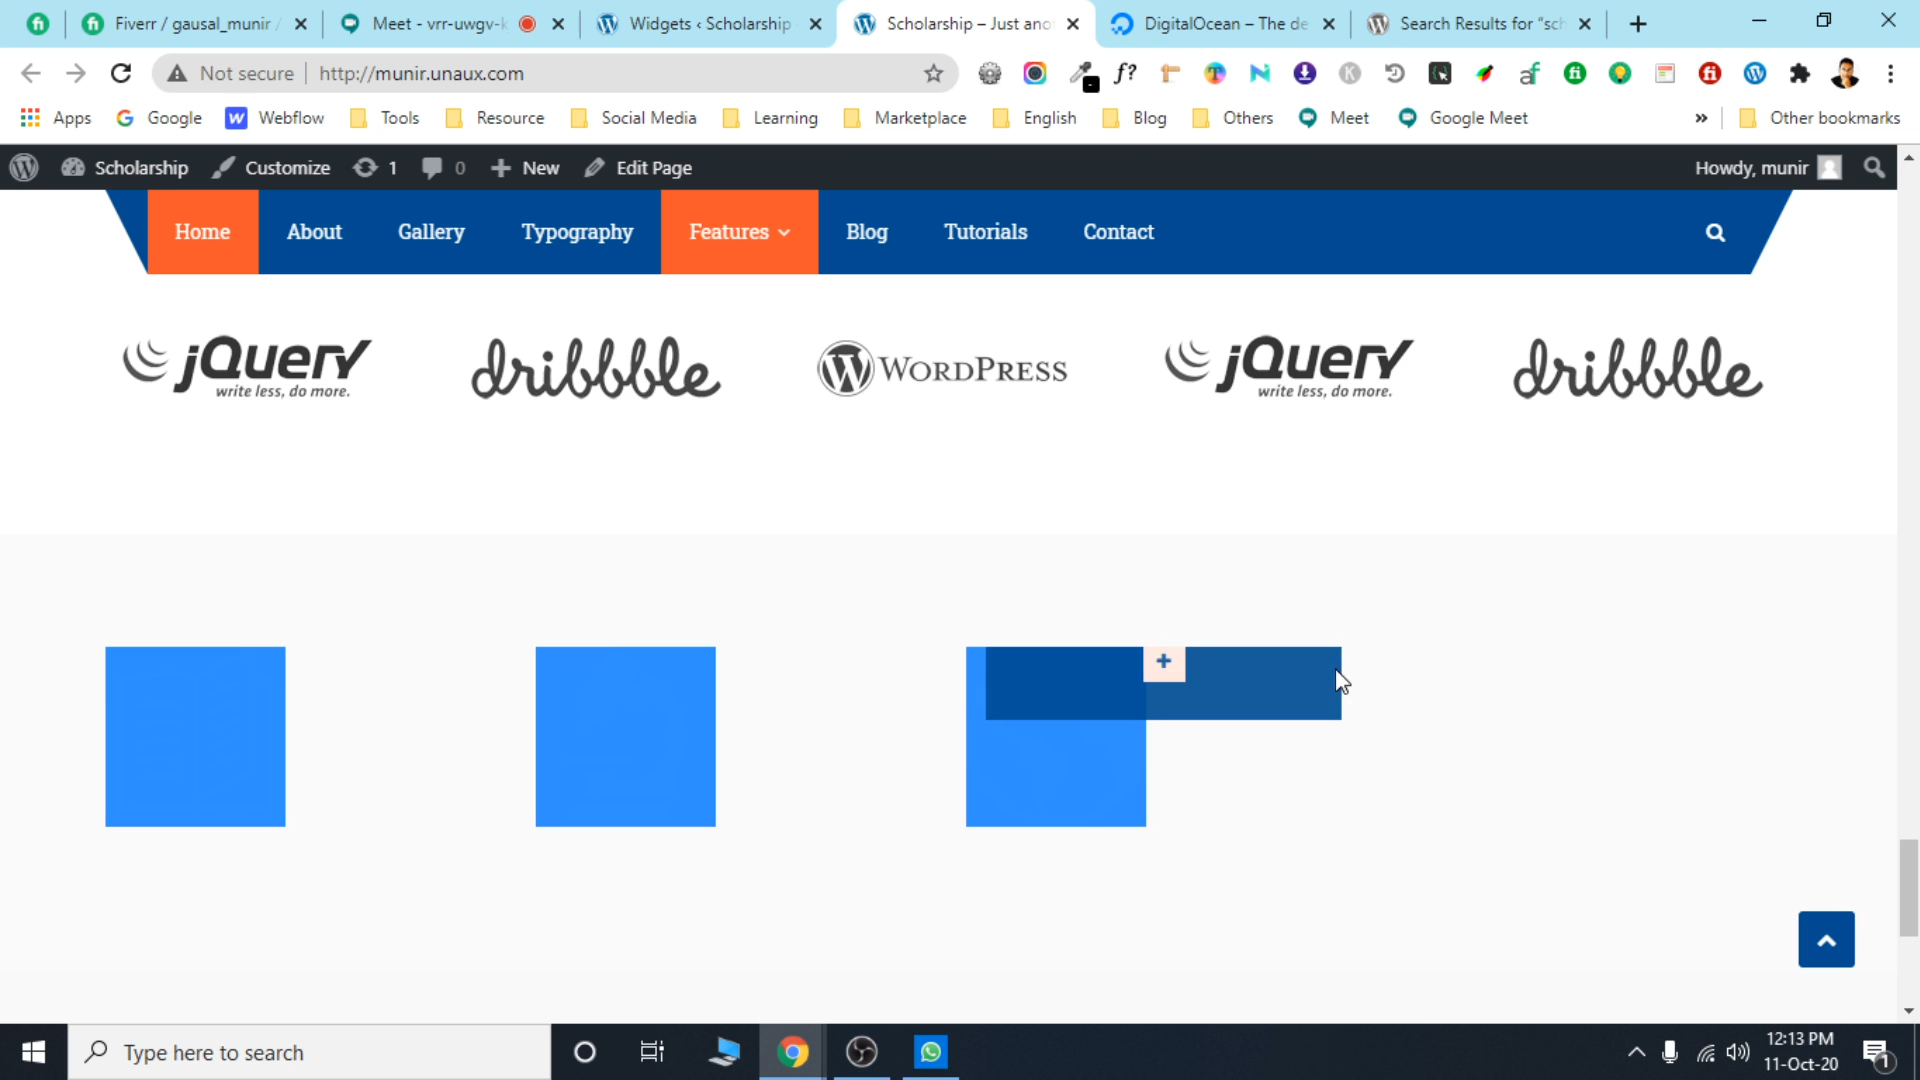 Fiverr / gausal_munir /
Meet - vrr-uwgv-k
Widgets ‹ Scholarship
Scholarship – Just ano
DigitalOcean – The de
Search Results for "sch
Not secure
http://munir.unaux.com
f?
Apps
Google
Webflow
Tools
Resource
Social Media
Learning
Marketplace
English
Blog
Others
Meet
Google Meet
»
Other bookmarks
Scholarship
Customize
1
0
New
Edit Page
Howdy, munir
Home
About
Gallery
Typography
Features
Blog
Tutorials
Contact
jQuery
write less, do more.
dribbble
WORDPRESS
jQuery
write less, do more.
dribbble
+
Type here to search
12:13 PM
11-Oct-20
1